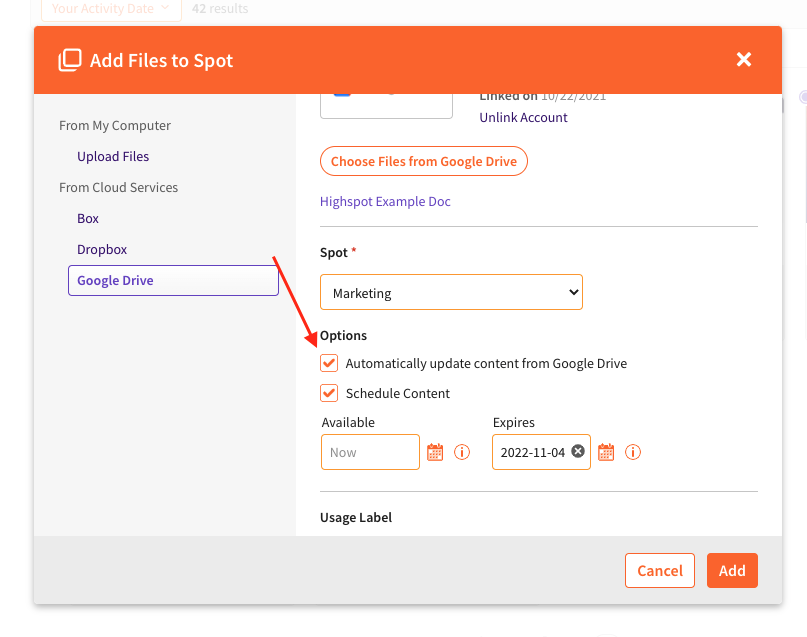 Your Activity Date
42 results
Add Files to Spot
From My Computer
Upload Files
From Cloud Services
Box
Dropbox
Google Drive
Linked on 10/22/2021
Unlink Account
Choose Files from Google Drive
Highspot Example Doc
Spot *
Marketing
Options
Automatically update content from Google Drive
Schedule Content
Available Expires
Now 2022-11-04
Usage Label
Cancel Add